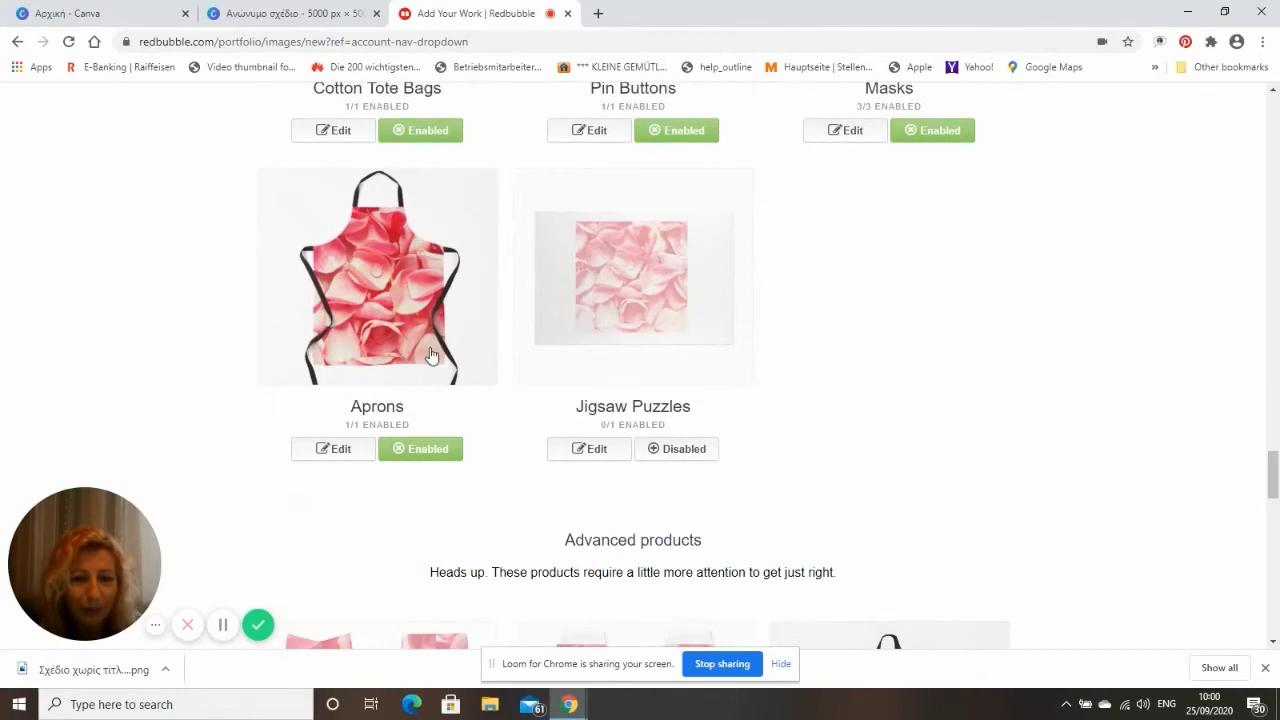 Αρχική - Canva
Ανώνυμο σχέδιο - 5000 px × 50
Add Your Work | Redbubble
redbubble.com/portfolio/images/new?ref=account-nav-dropdown
Apps
E-Banking | Raiffeisen
Video thumbnail fo...
Die 200 wichtigsten...
Betriebsmitarbeiter...
*** KLEINE GEMÜTL...
help_outline
Hauptseite | Stellen...
Apple
Yahoo!
Google Maps
»
Other bookmarks
Cotton Tote Bags
1/1 ENABLED
Edit
Enabled
Pin Buttons
1/1 ENABLED
Edit
Enabled
Masks
3/3 ENABLED
Edit
Enabled
Aprons
1/1 ENABLED
Edit
Enabled
Jigsaw Puzzles
0/1 ENABLED
Edit
Disabled
Advanced products
Heads up. These products require a little more attention to get just right.
Loom for Chrome is sharing your screen.
Stop sharing
Hide
Σχέδιο χωρίς τιτλ....png
Show all
Type here to search
61
ENG
10:00
25/09/2020
30